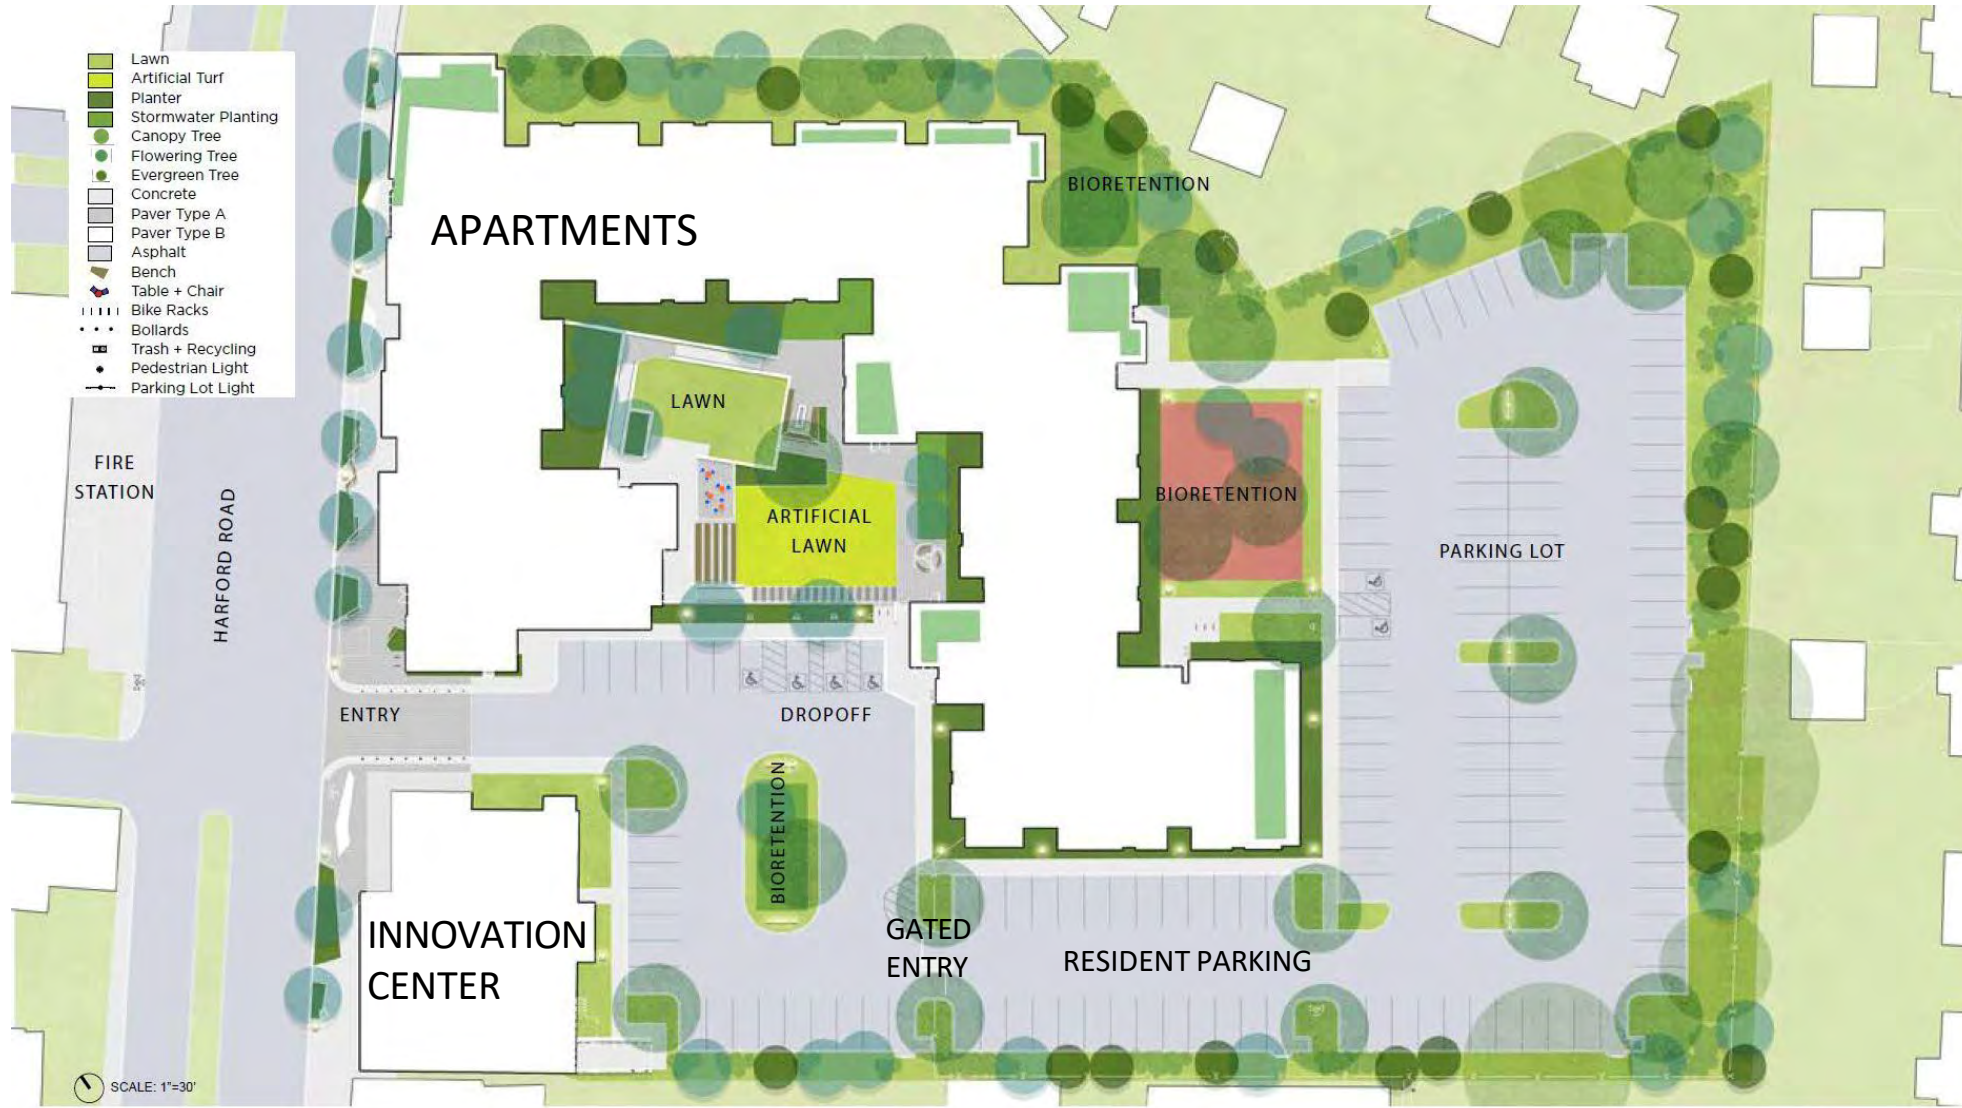 Lawn
Artificial Turf
Planter
Stormwater Planting
Canopy Tree
Flowering Tree
Evergreen Tree
Concrete
Paver Type A
Paver Type B
Asphalt
Bench
Table + Chair
Bike Racks
Bollards
Trash + Recycling
Pedestrian Light
Parking Lot Light
APARTMENTS
BIORETENTION
LAWN
FIRE
STATION
HARFORD ROAD
ARTIFICIAL
LAWN
BIORETENTION
PARKING LOT
ENTRY
DROPOFF
BIORETENTION
INNOVATION
CENTER
GATED
ENTRY
RESIDENT PARKING
SCALE: 1"=30'